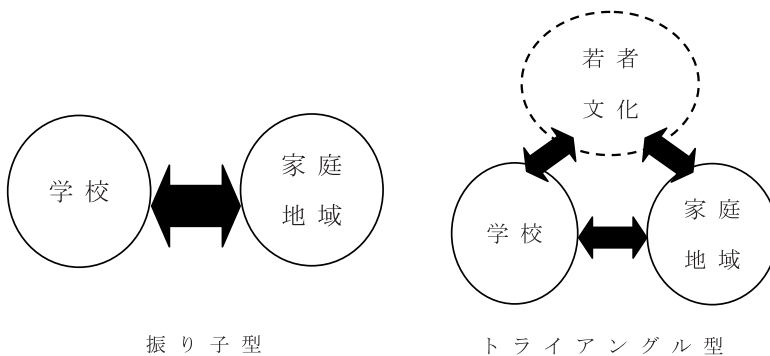 学校
家庭
地域
振り子型
若者
文化
学校
家庭
地域
トライアングル型